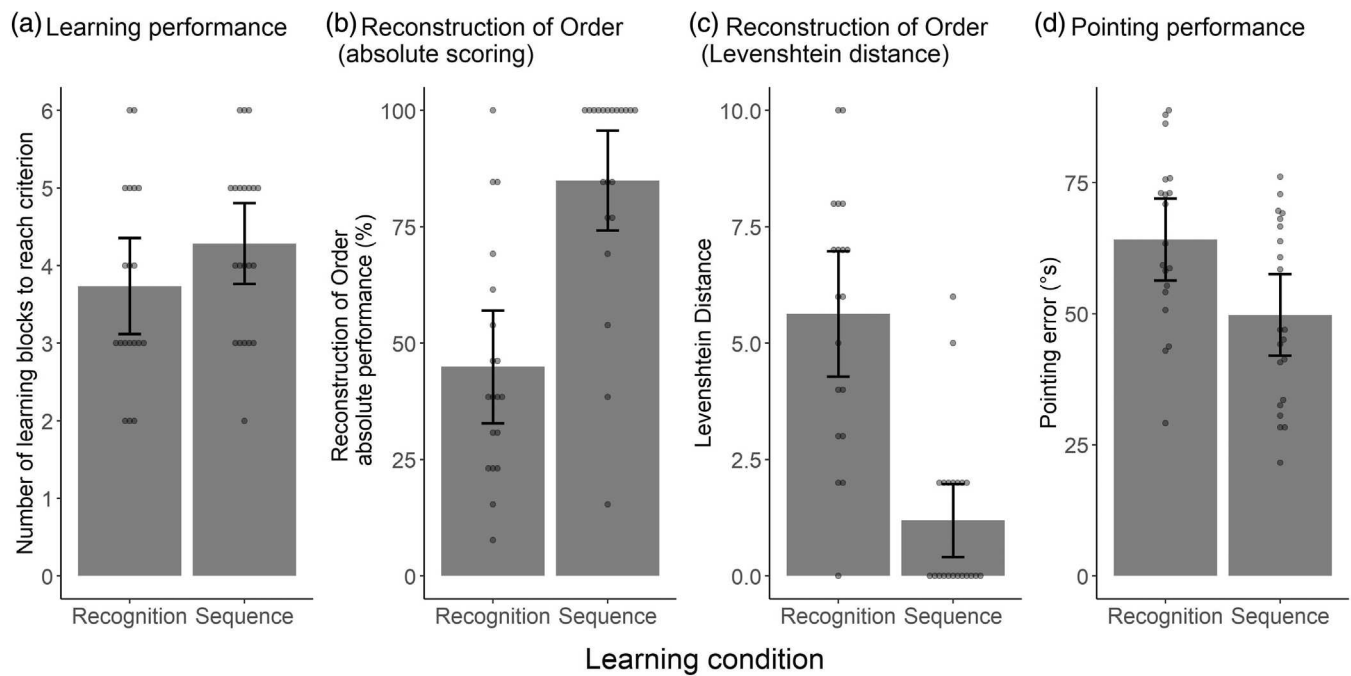 (a) Learning performance
Number of learning blocks to reach criterion
6
5
4
3
2
1
0
Recognition Sequence
(b) Reconstruction of Order
(absolute scoring)
Reconstruction of Order
absolute performance (%)
100
75
50
25
0
Recognition Sequence
(c) Reconstruction of Order
(Levenshtein distance)
Levenshtein Distance
10.0
7.5
5.0
2.5
0.0
Recognition Sequence
(d) Pointing performance
Pointing error (°s)
75
50
25
0
Recognition Sequence
Learning condition